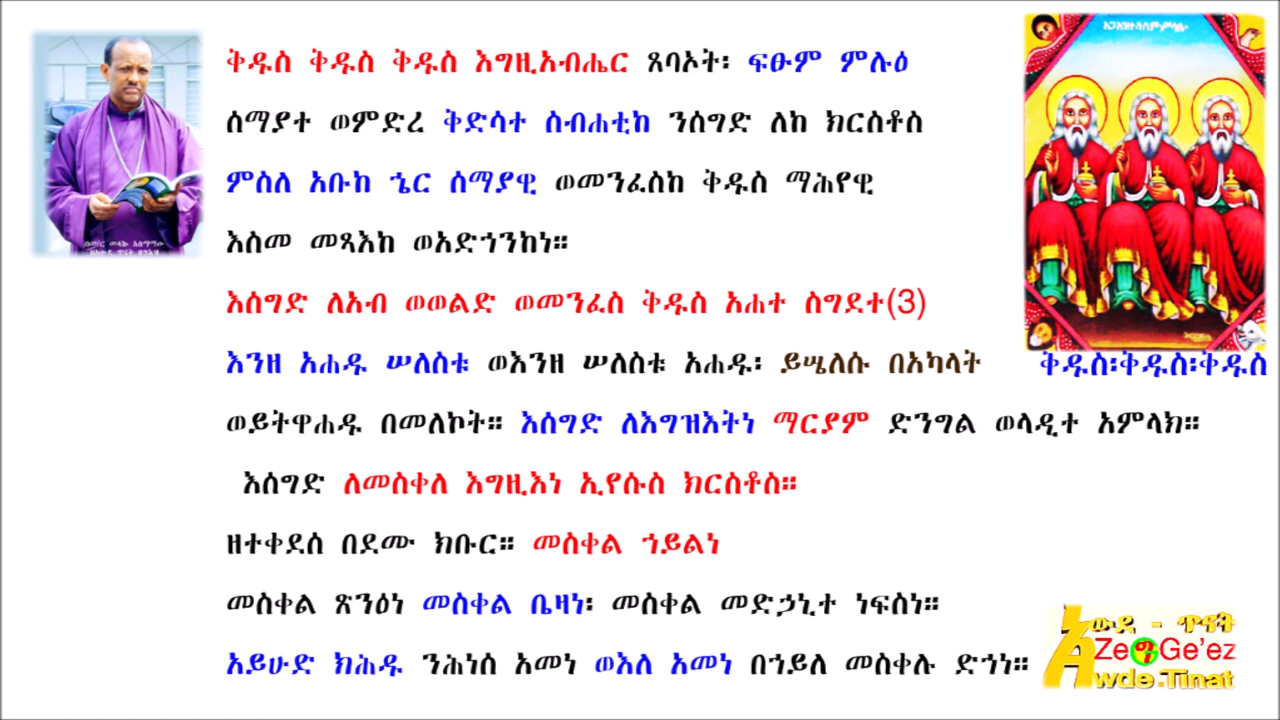 ቅዱስ ቅዱስ ቅዱስ እግዚአብሔር ጸባኦት፡ ፍፁም ምሉዕ
ሰማያተ ወምድረ ቅድሳተ ስብሐቲከ ንሰግድ ለከ ክርስቶስ
ምስለ አቡከ ኄር ሰማያዊ ወመንፈስከ ቅዱስ ማሕየዊ
እስመ መጻእከ ወአድኀንከነ።
እሰግድ ለአብ ወወልድ ወመንፈስ ቅዱስ አሐተ ስግደተ(3)
እንዘ አሐዱ ሠለስቱ ወእንዘ ሠለስቱ አሐዱ፡ ይሤለሱ በአካላት
ወይትዋሐዱ በመለኮት። እሰግድ ለእግዝእትነ ማርያም ድንግል ወላዲተ አምላክ።
እሰግድ ለመስቀለ እግዚእነ ኢየሱስ ክርስቶስ።
ዘተቀደሰ በደሙ ክቡር። መስቀል ኀይልነ
መስቀል ጽንዕነ መስቀል ቤዛነ፡ መስቀል መድኃኒተ ነፍስነ።
አይሁድ ክሕዱ ንሕነሰ አመነ ወእለ አመነ በኀይለ መስቀሉ ድኅነ።
ቅዱስ፡ቅዱስ፡ቅዱስ
አውደ - ጥናት
ZeግGe'ez
Awde.Tinat